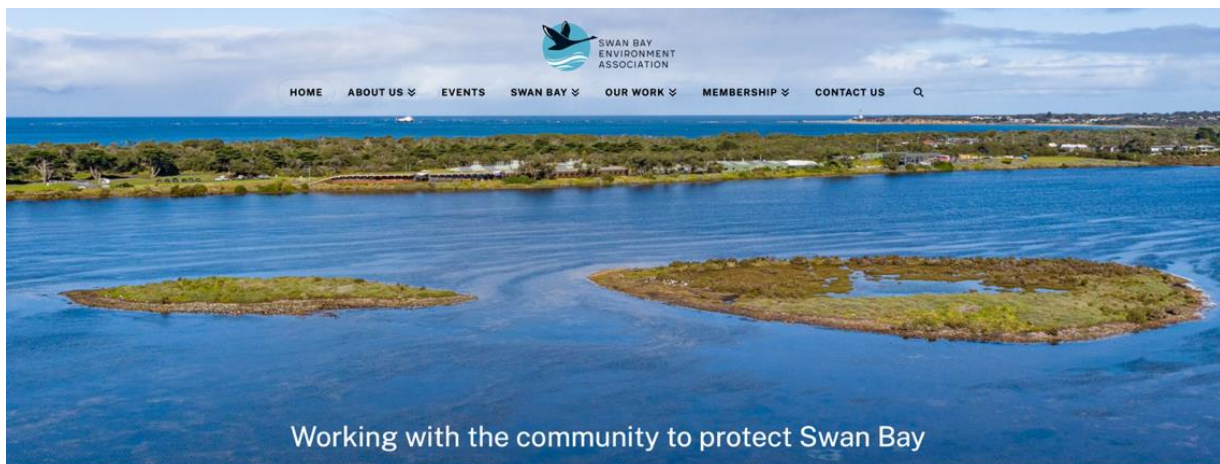 SWAN BAY
ENVIRONMENT
ASSOCIATION
HOME ABOUT US EVENTS SWAN BAY OUR WORK MEMBERSHIP CONTACT US
Working with the community to protect Swan Bay